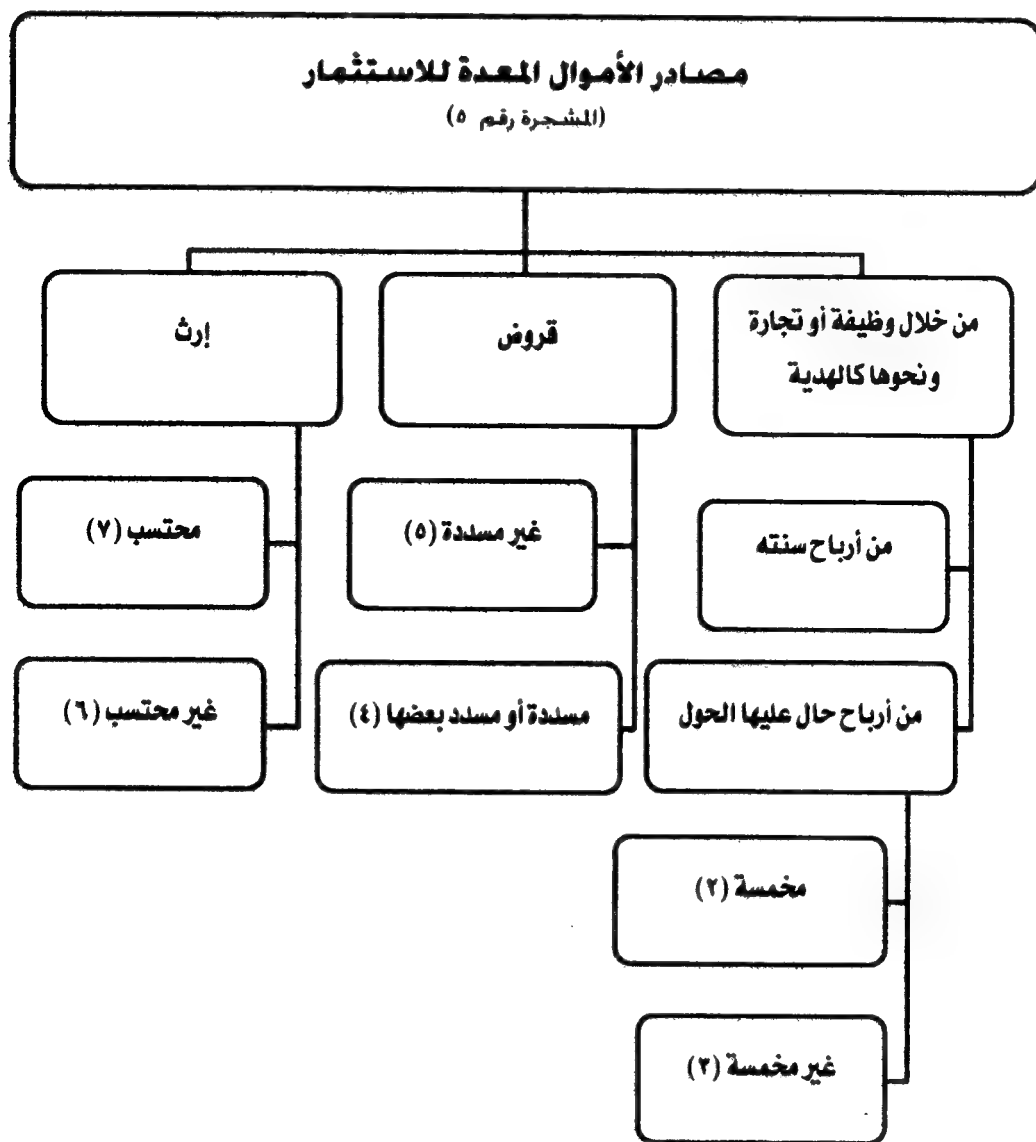 مصادر الأموال المعدة للاستثمار
(المشجرة رقم ٥)
من خلال وظيفة أو تجارة
ونحوها كالهدية
قروض
إرث
من أرباح سنته
غير مسددة (٥)
محتسب (٧)
من أرباح حال عليها الحول
مسددة أو مسدد بعضها (٤)
غير محتسب (٦)
مخمسة (٢)
غير مخمسة (٣)